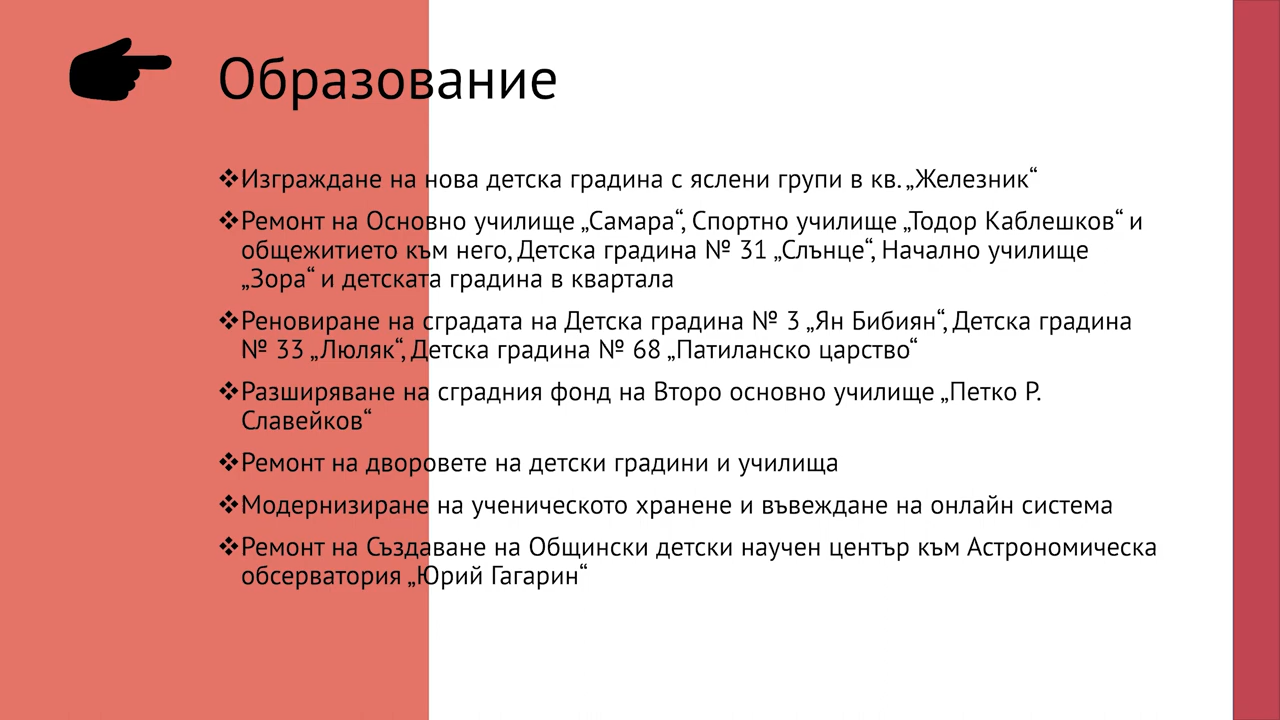 Образование
❖Изграждане на нова детска градина с яслени групи в кв. „Железник“
❖Ремонт на Основно училище „Самара“, Спортно училище „Тодор Каблешков“ и
общежитието към него, Детска градина № 31 „Слънце“, Начално училище
„Зора“ и детската градина в квартала
❖Реновиране на сградата на Детска градина № 3 „Ян Бибиян“, Детска градина
№ 33 „Люляк“, Детска градина № 68 „Патиланско царство“
❖Разширяване на сградния фонд на Второ основно училище „Петко Р.
Славейков“
❖Ремонт на дворовете на детски градини и училища
❖Модернизиране на ученическото хранене и въвеждане на онлайн система
❖Ремонт на Създаване на Общински детски научен център към Астрономическа
обсерватория „Юрий Гагарин“